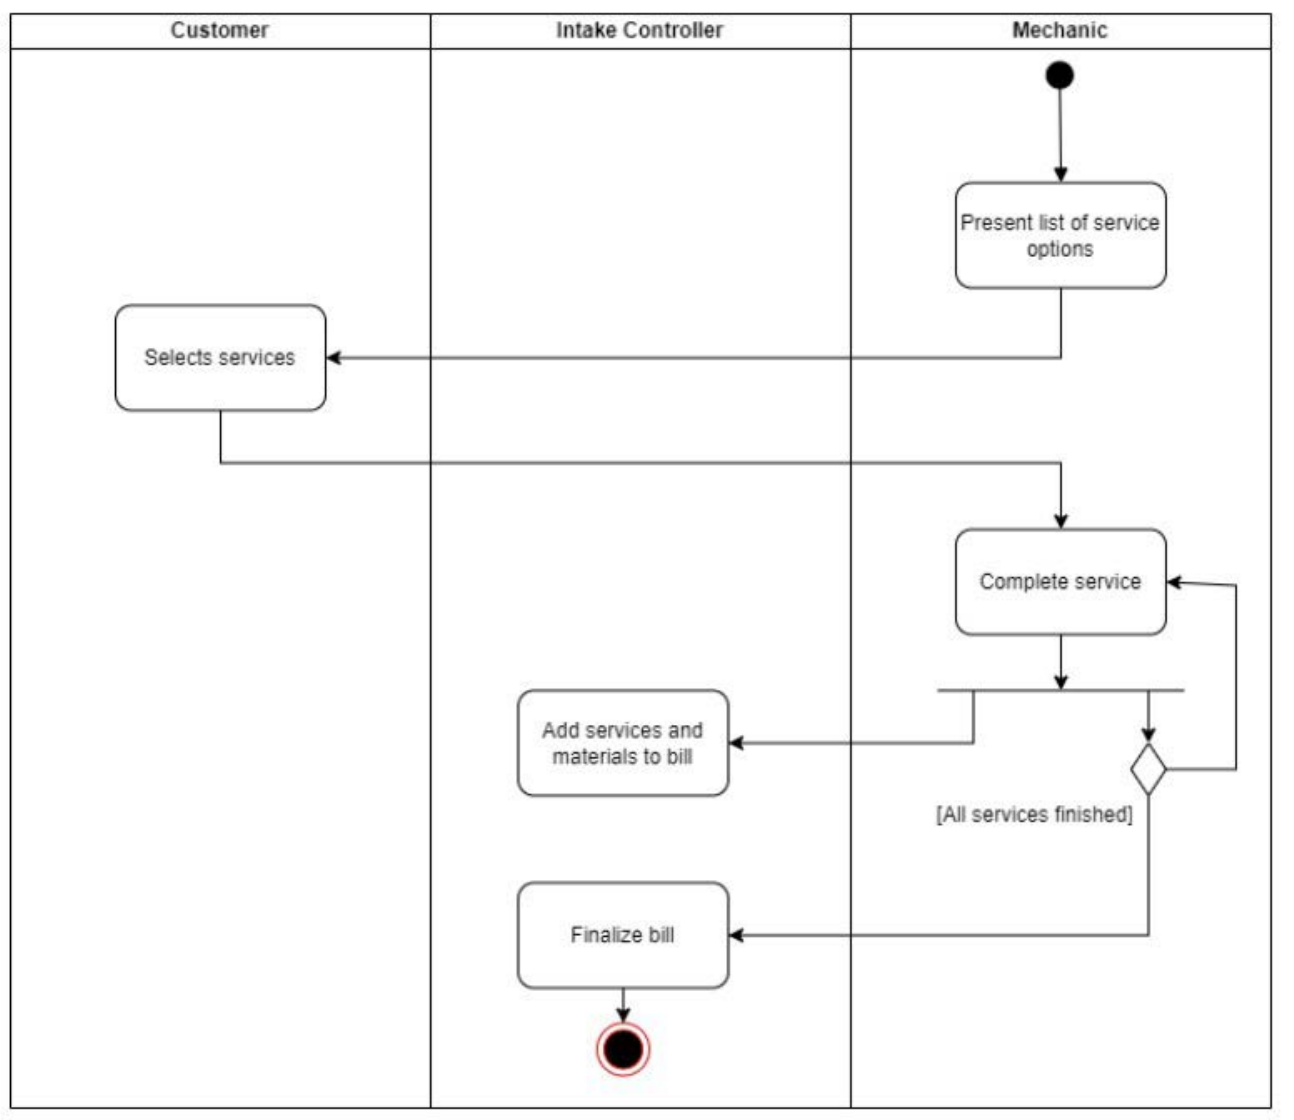 Customer
Intake Controller
Mechanic
Present list of service
options
Selects services
Complete service
Add services and
materials to bill
[All services finished]
Finalize bill